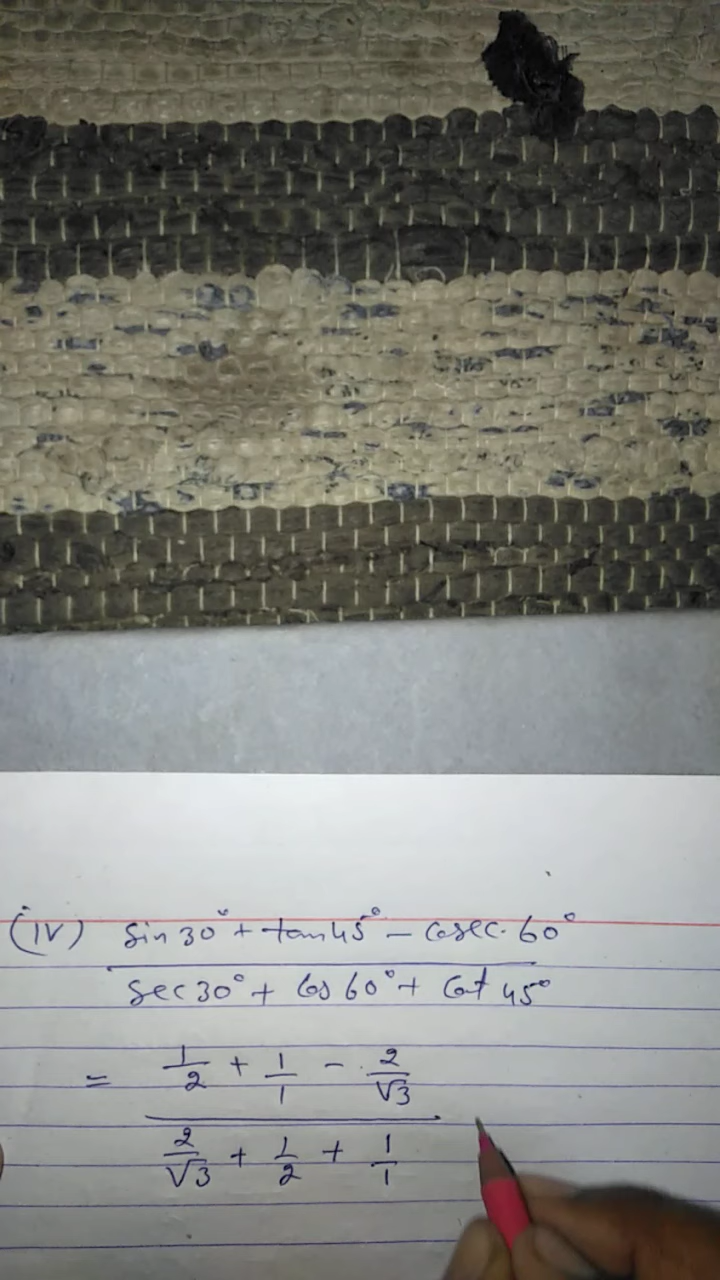 (iv) sin 30° + tan 45° - cosec. 60°
sec 30° + cos 60° + cot 45°
= 1/2 + 1/1 - 2/√3
2/√3 + 1/2 + 1/1